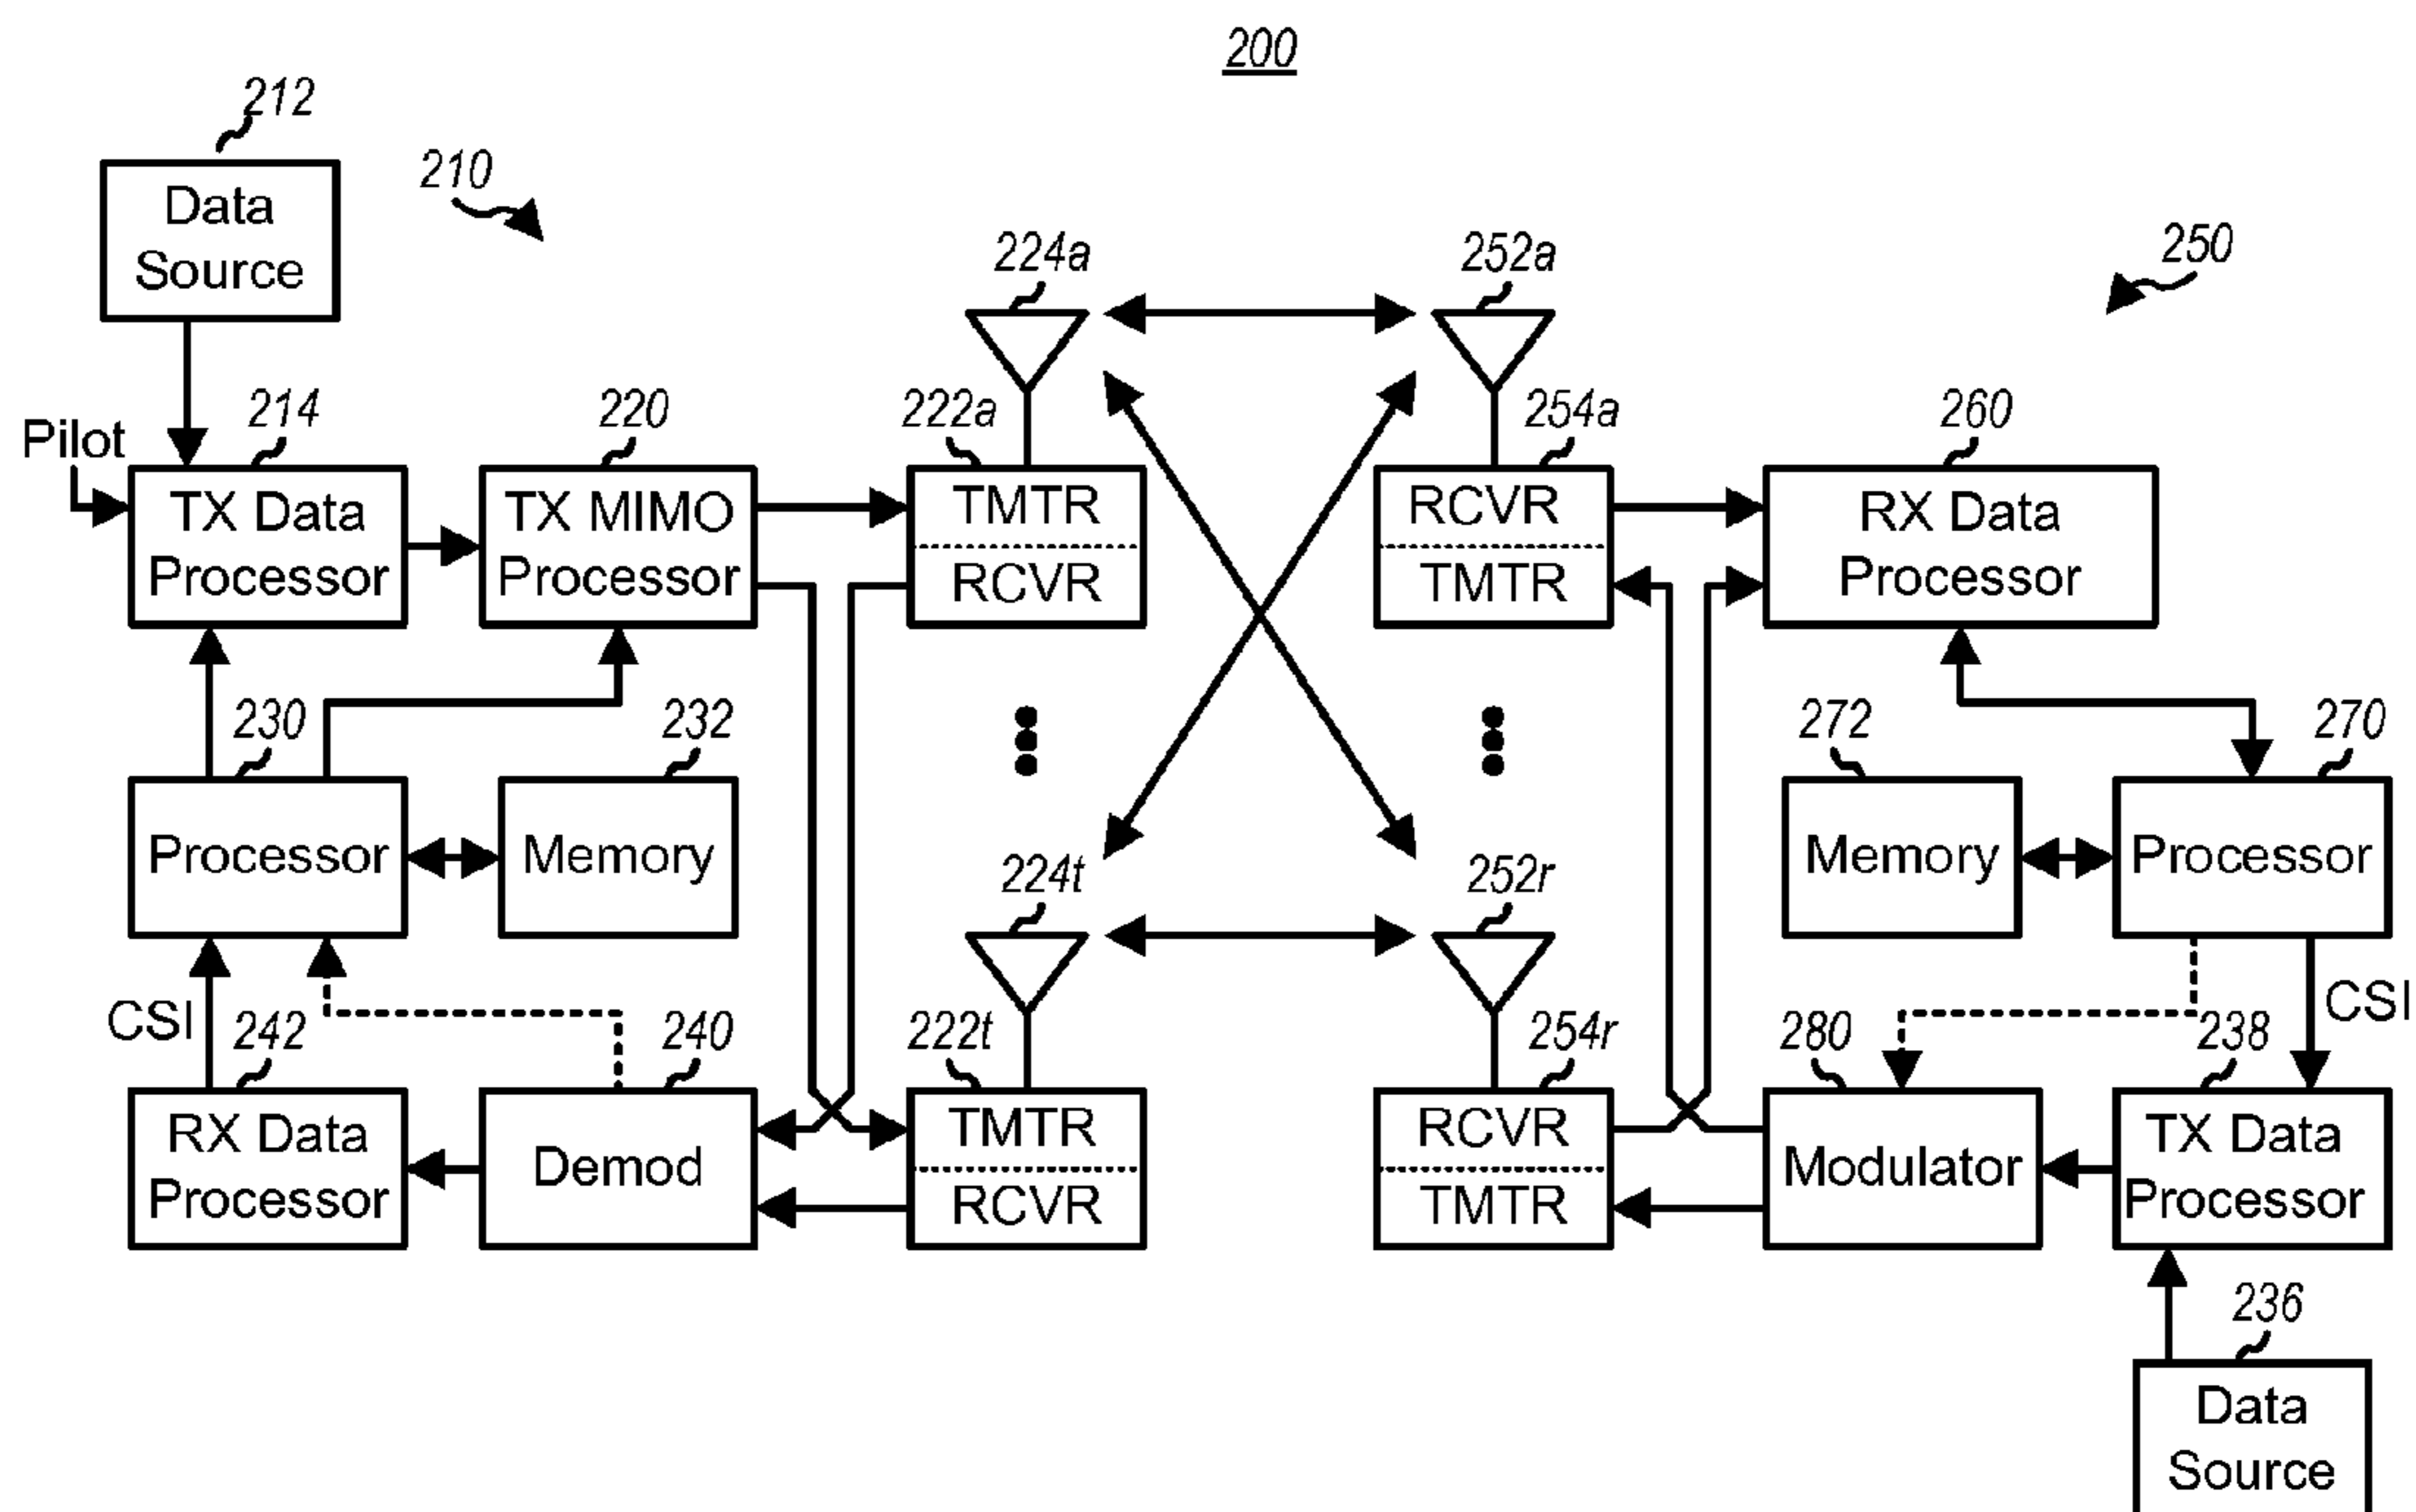 200
212
Data
Source
210
224a
252a
250
Pilot
214
220
222a
254a
260
TX Data
Processor
TX MIMO
Processor
TMTR
RCVR
RCVR
TMTR
RX Data
Processor
230
232
272
270
Processor
Memory
Memory
Processor
224t
252r
CSI
242
240
222t
254r
280
238
CSI
RX Data
Processor
Demod
TMTR
RCVR
RCVR
TMTR
Modulator
TX Data
Processor
236
Data
Source